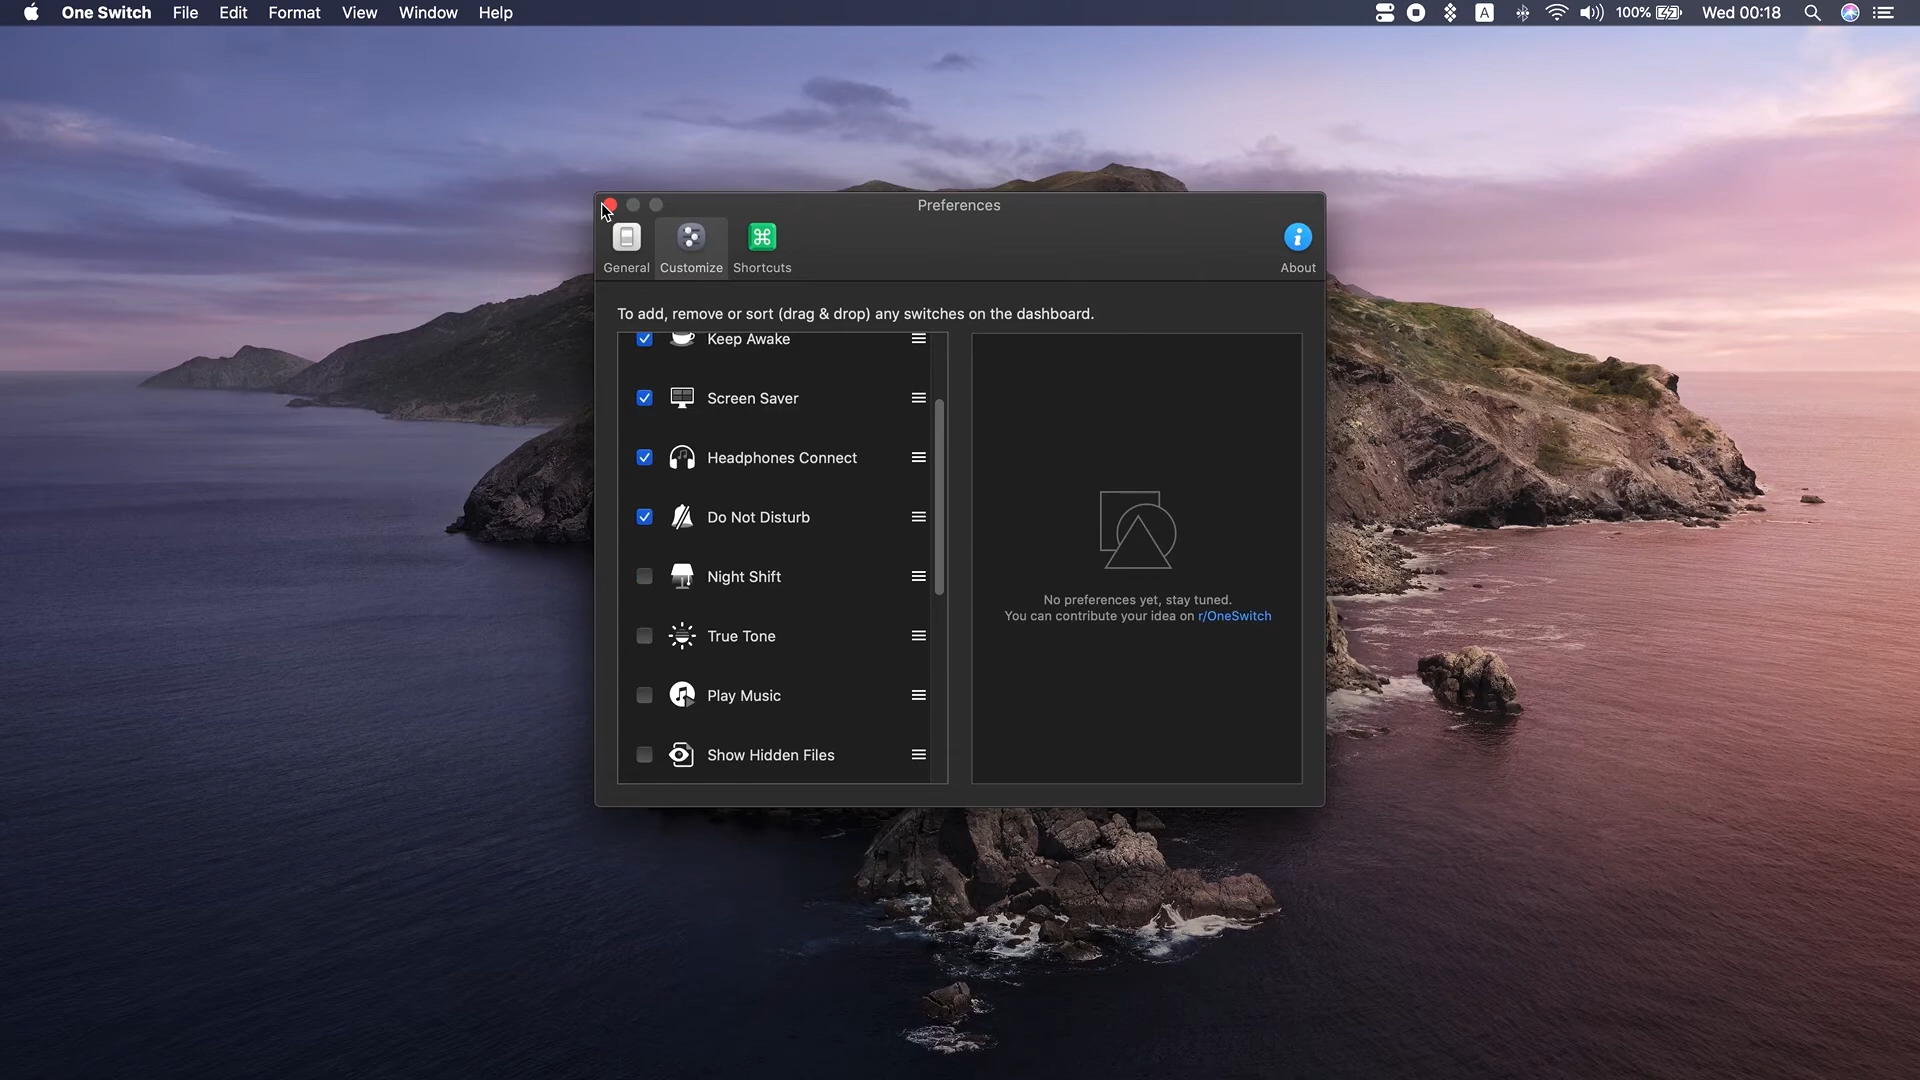 One Switch File Edit Format View Window Help
A 100% Wed 00:18
Preferences
General Customize Shortcuts About
To add, remove or sort (drag & drop) any switches on the dashboard.
Keep Awake
Screen Saver
Headphones Connect
Do Not Disturb
Night Shift
True Tone
Play Music
Show Hidden Files
No preferences yet, stay tuned.
You can contribute your idea on r/OneSwitch